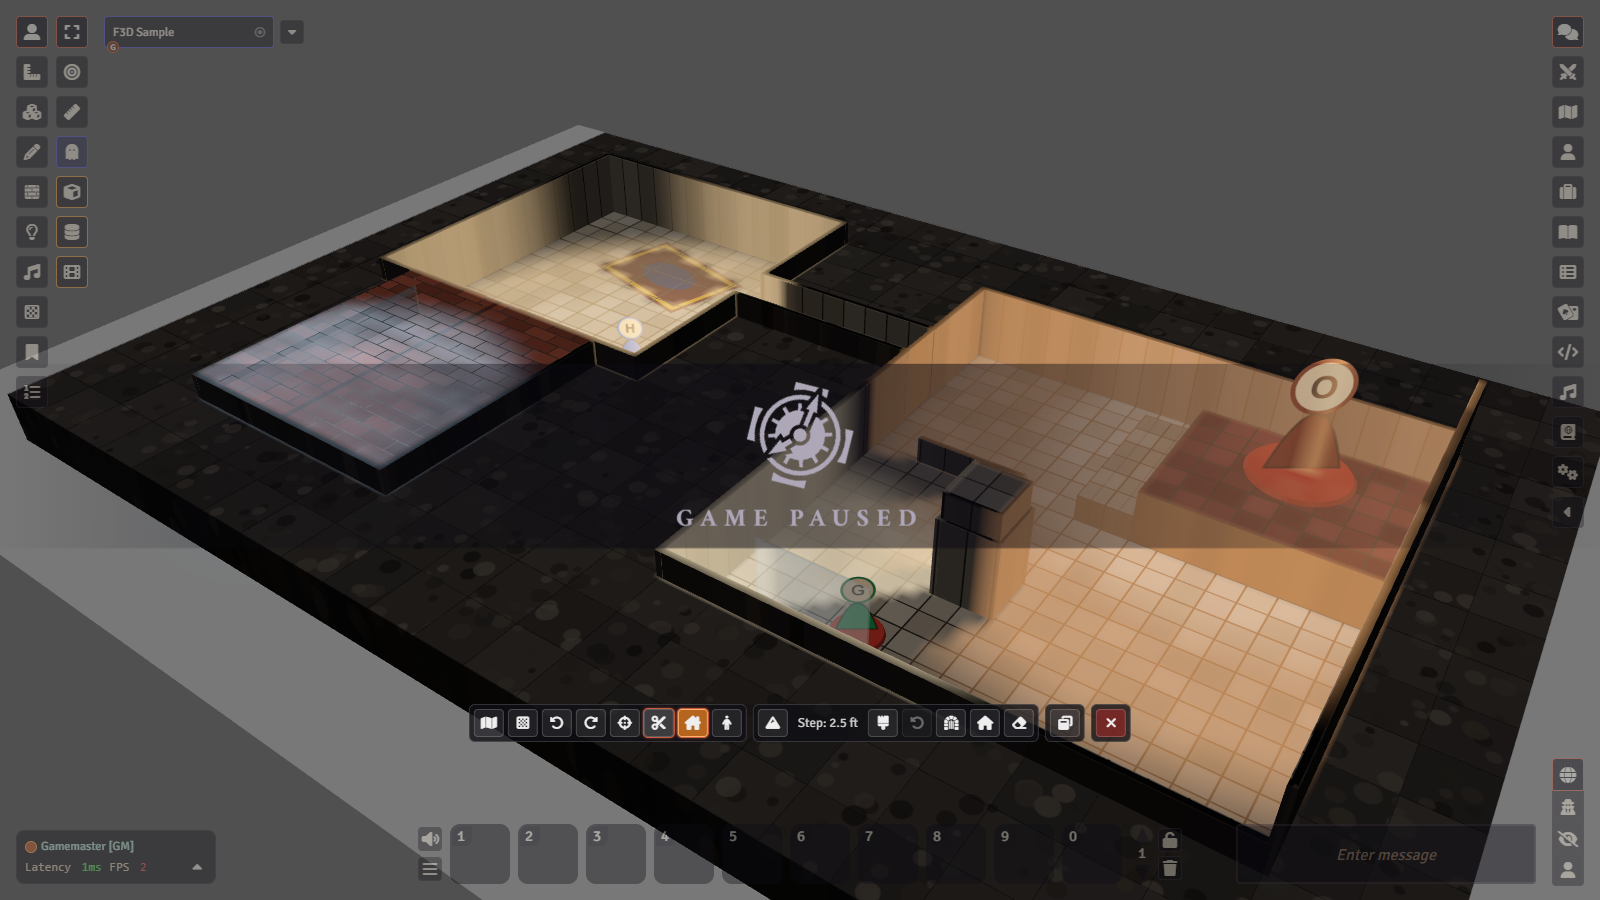 F3D Sample
G
H
O
GAME PAUSED
G
Step: 2.5 ft
Gamemaster [GM]
Latency 1ms FPS 2
1 2 3 4 5 6 7 8 9 0
1
Enter message